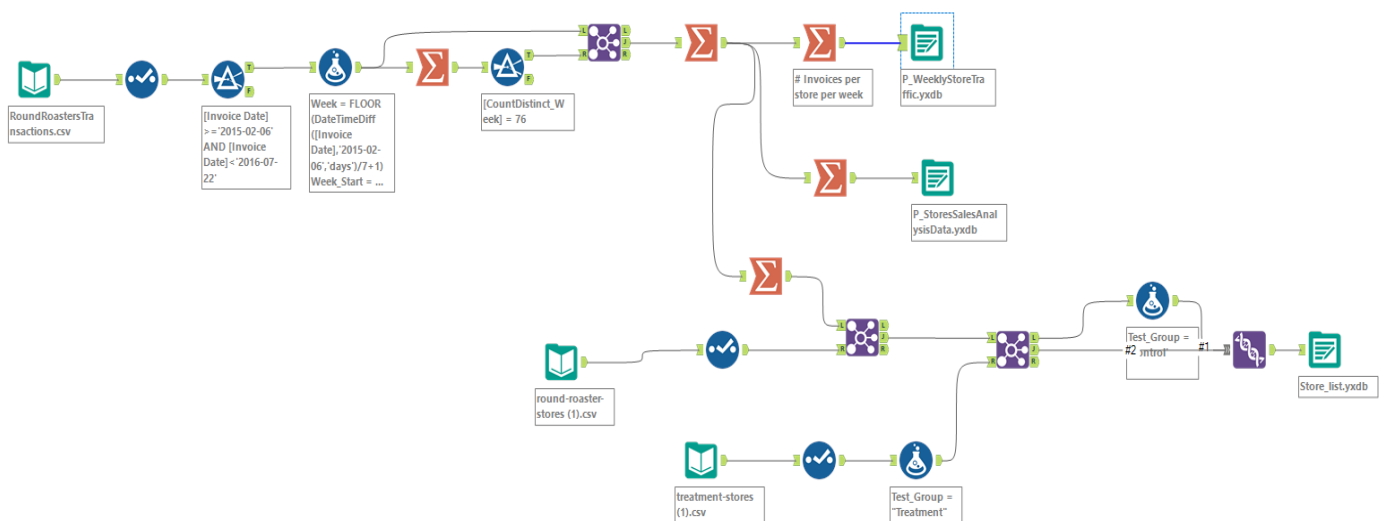 RoundRoastersTra
nsactions.csv
[Invoice Date]
>='2015-02-06'
AND [Invoice
Date]<'2016-07-
22'
Week = FLOOR
(DateTimeDiff
([Invoice
Date],'2015-02-
06','days')/7+1)
Week_Start = ...
[CountDistinct_W
eek] = 76
# Invoices per
store per week
P_WeeklyStoreTra
ffic.yxdb
P_StoresSalesAnal
ysisData.yxdb
round-roaster-
stores (1).csv
treatment-stores
(1).csv
Test_Group =
"Treatment"
Test_Group =
ntrol'
#2
#1
Store_list.yxdb
T
F
T
F
L
R
L
J
R
L
R
L
J
R
L
R
L
J
R